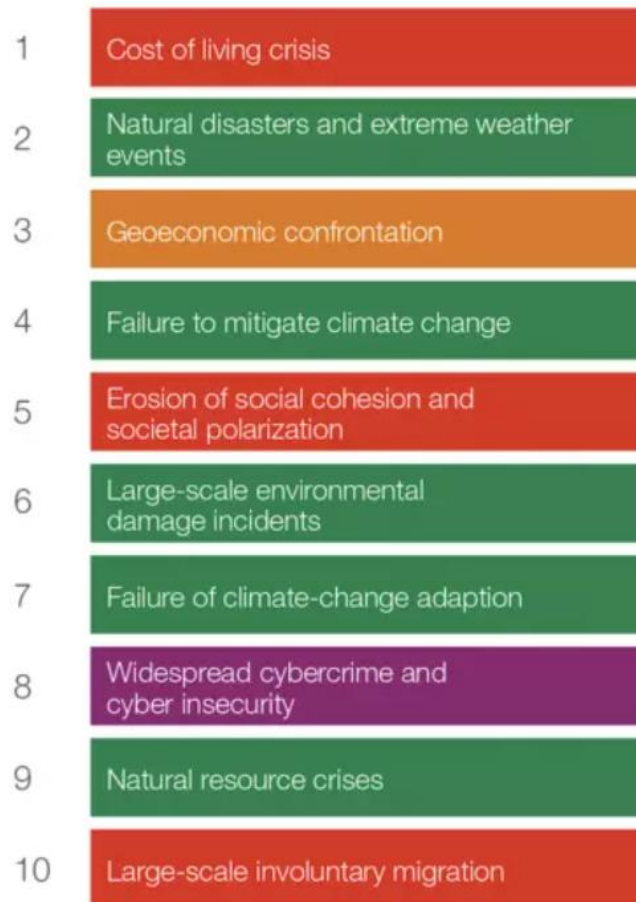 1 Cost of living crisis
2 Natural disasters and extreme weather
events
3 Geoeconomic confrontation
4 Failure to mitigate climate change
5 Erosion of social cohesion and
societal polarization
6 Large-scale environmental
damage incidents
7 Failure of climate-change adaption
8 Widespread cybercrime and
cyber insecurity
9 Natural resource crises
10 Large-scale involuntary migration